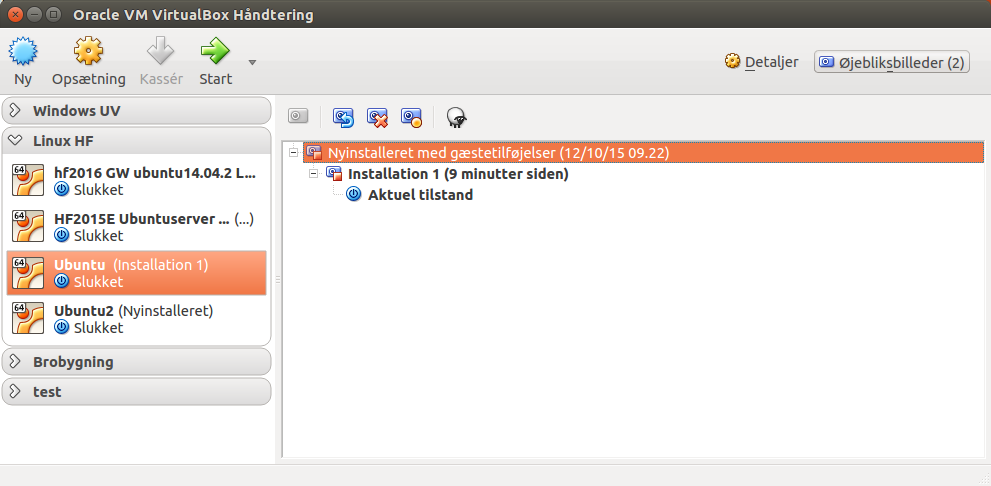 Oracle VM VirtualBox Håndtering
Ny Opsætning Kassér Start
Detaljer Øjebliksbilleder (2)
Windows UV
Linux HF
64
hf2016 GW ubuntu14.04.2 L...
Slukket
64
HF2015E Ubuntuserver ... (...)
Slukket
64
Ubuntu (Installation 1)
Slukket
64
Ubuntu2 (Nyinstalleret)
Slukket
Brobygning
test
Nyinstalleret med gæstetilføjelser (12/10/15 09.22)
Installation 1 (9 minutter siden)
Aktuel tilstand